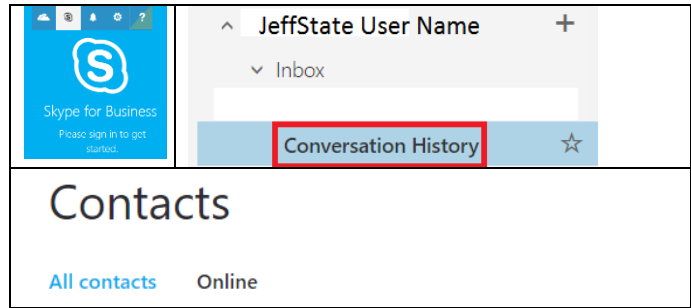 ?
S
Skype for Business
Please sign in to get
started.
JeffState User Name +
Inbox
Conversation History
Contacts
All contacts Online